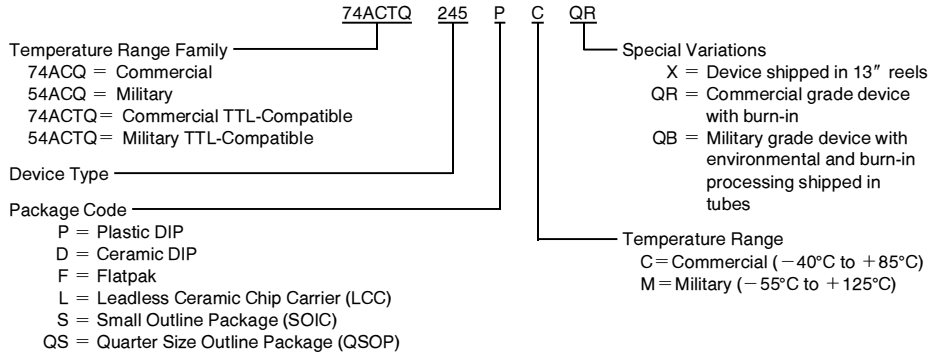 74ACTQ 245 P C QR
Temperature Range Family
74ACQ = Commercial
54ACQ = Military
74ACTQ = Commercial TTL-Compatible
54ACTQ = Military TTL-Compatible
Device Type
Package Code
P = Plastic DIP
D = Ceramic DIP
F = Flatpak
L = Leadless Ceramic Chip Carrier (LCC)
S = Small Outline Package (SOIC)
QS = Quarter Size Outline Package (QSOP)
Special Variations
X = Device shipped in 13″ reels
QR = Commercial grade device
with burn-in
QB = Military grade device with
environmental and burn-in
processing shipped in
tubes
Temperature Range
C = Commercial (−40°C to +85°C)
M = Military (−55°C to +125°C)